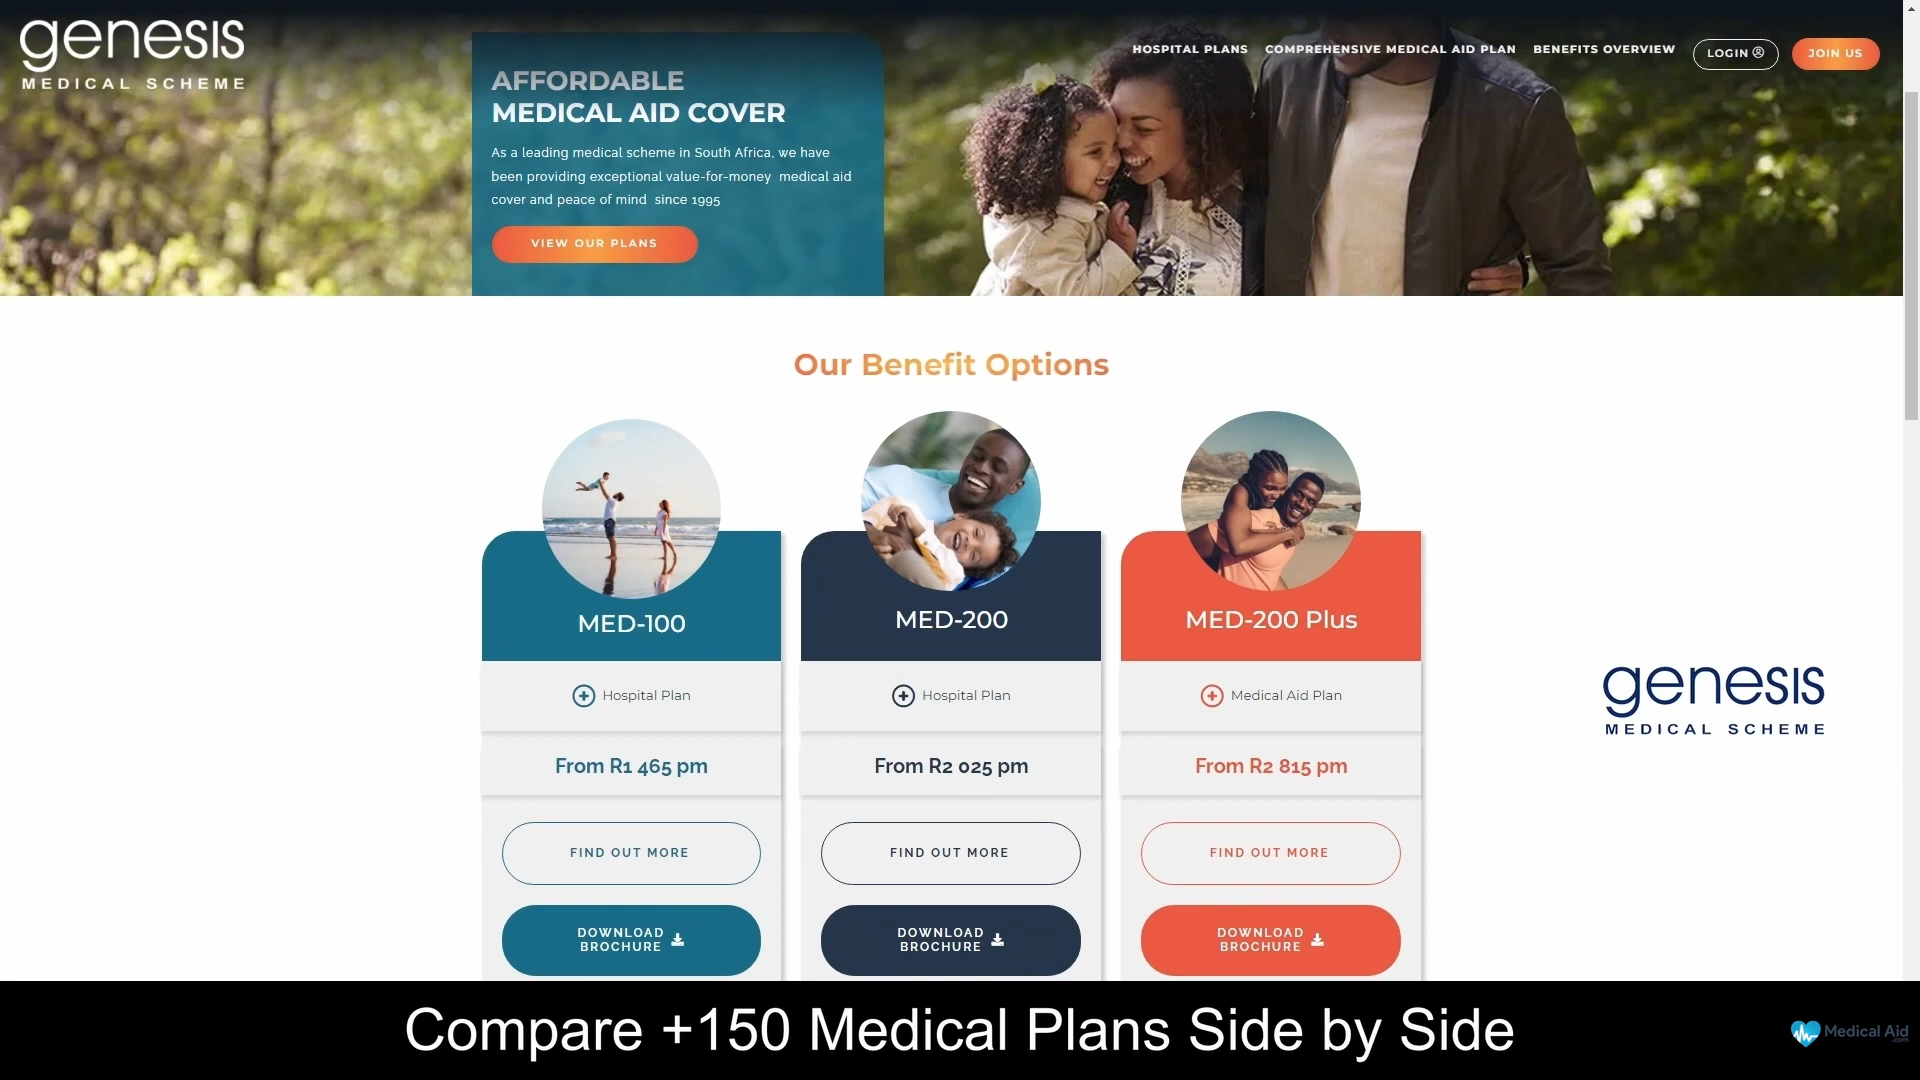 genesis
MEDICAL SCHEME
HOSPITAL PLANS COMPREHENSIVE MEDICAL AID PLAN BENEFITS OVERVIEW LOGIN JOIN US
AFFORDABLE
MEDICAL AID COVER
As a leading medical scheme in South Africa, we have
been providing exceptional value-for-money medical aid
cover and peace of mind since 1995
VIEW OUR PLANS
Our Benefit Options
MED-100
Hospital Plan
From R1 465 pm
FIND OUT MORE
DOWNLOAD
BROCHURE
MED-200
Hospital Plan
From R2 025 pm
FIND OUT MORE
DOWNLOAD
BROCHURE
MED-200 Plus
Medical Aid Plan
From R2 815 pm
FIND OUT MORE
DOWNLOAD
BROCHURE
genesis
MEDICAL SCHEME
Compare +150 Medical Plans Side by Side
Medical Aid
.com